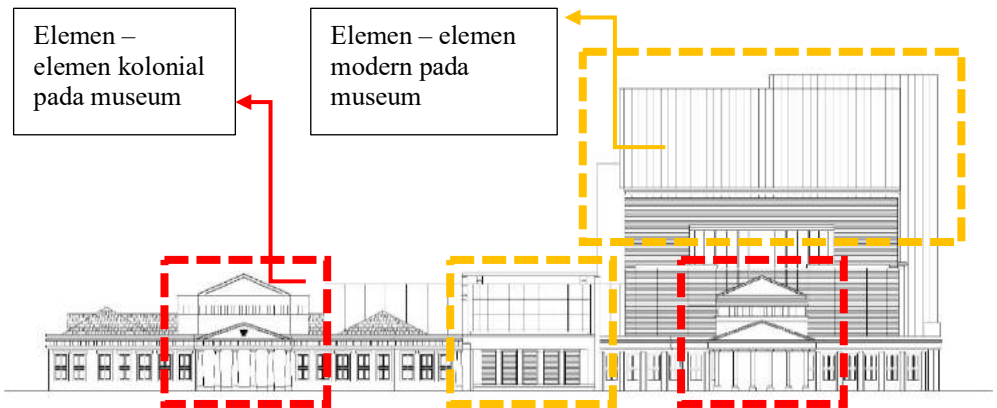 Elemen –
elemen kolonial
pada museum
Elemen – elemen
modern pada
museum